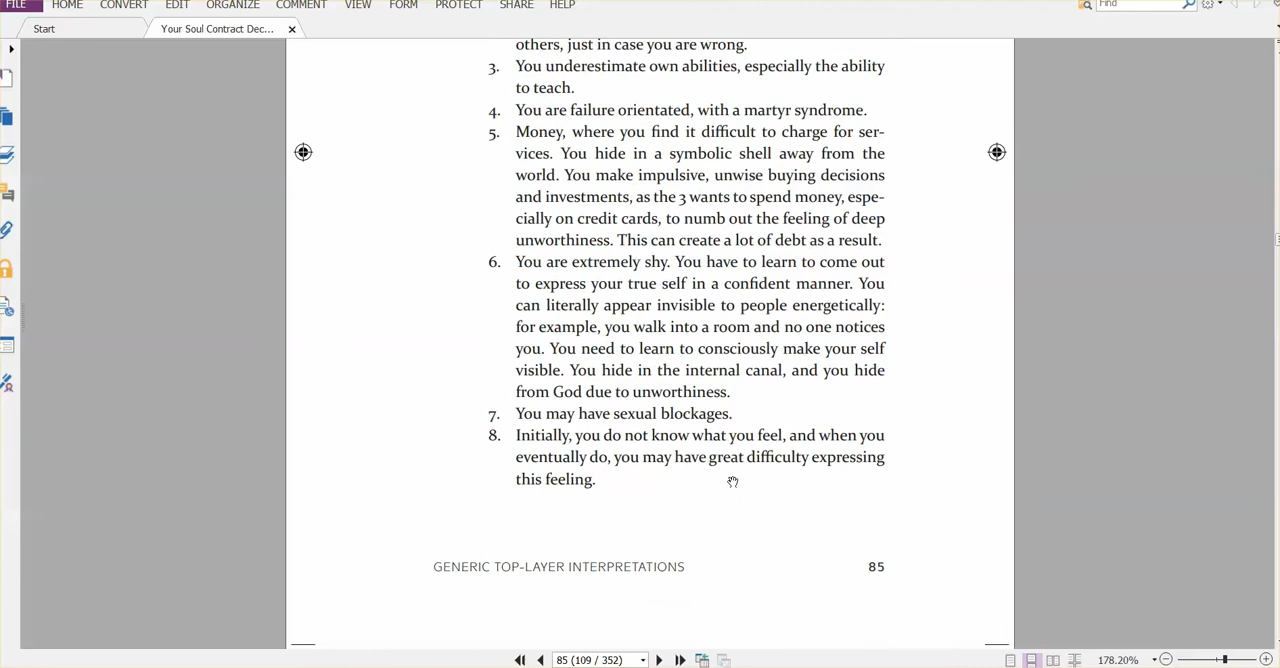 FILE HOME CONVERT EDIT ORGANIZE COMMENT VIEW FORM PROTECT SHARE HELP Find
Start Your Soul Contract Dec...
others, just in case you are wrong.
3. You underestimate own abilities, especially the ability
to teach.
4. You are failure orientated, with a martyr syndrome.
5. Money, where you find it difficult to charge for ser-
vices. You hide in a symbolic shell away from the
world. You make impulsive, unwise buying decisions
and investments, as the 3 wants to spend money, espe-
cially on credit cards, to numb out the feeling of deep
unworthiness. This can create a lot of debt as a result.
6. You are extremely shy. You have to learn to come out
to express your true self in a confident manner. You
can literally appear invisible to people energetically:
for example, you walk into a room and no one notices
you. You need to learn to consciously make your self
visible. You hide in the internal canal, and you hide
from God due to unworthiness.
7. You may have sexual blockages.
8. Initially, you do not know what you feel, and when you
eventually do, you may have great difficulty expressing
this feeling.
GENERIC TOP-LAYER INTERPRETATIONS 85
85 (109 / 352) 178.20%